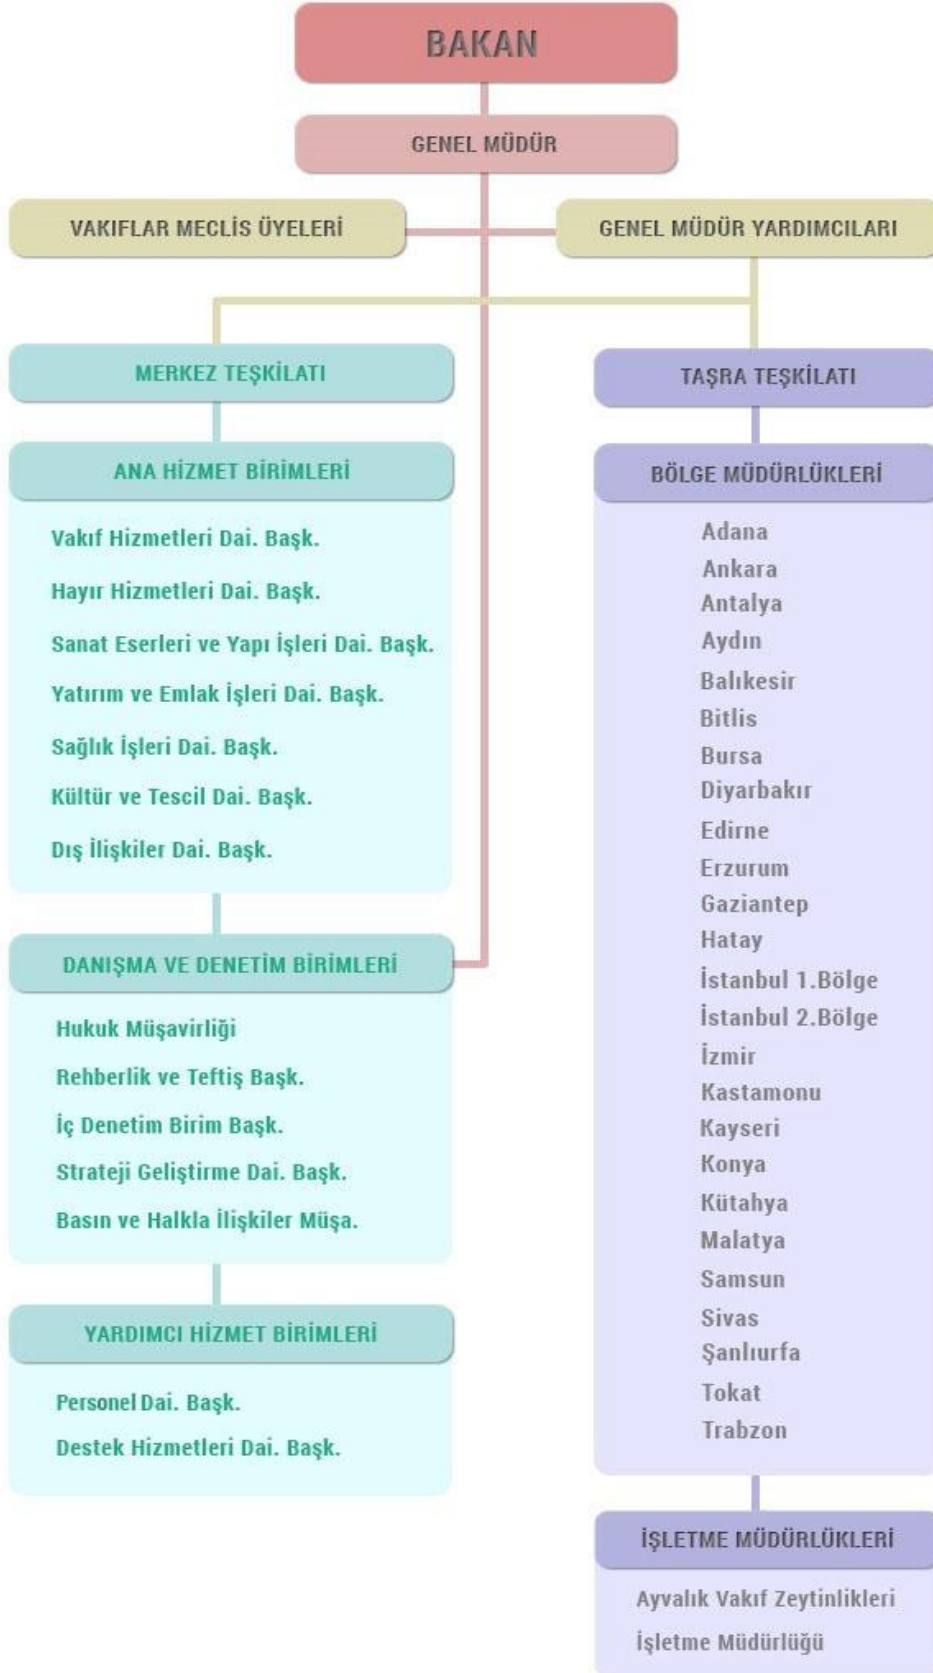 BAKAN
GENEL MÜDÜR
VAKIFLAR MECLİS ÜYELERİ
GENEL MÜDÜR YARDIMCILARI
MERKEZ TEŞKİLATI
ANA HİZMET BİRİMLERİ
Vakıf Hizmetleri Dai. Başk.
Hayır Hizmetleri Dai. Başk.
Sanat Eserleri ve Yapı İşleri Dai. Başk.
Yatırım ve Emlak İşleri Dai. Başk.
Sağlık İşleri Dai. Başk.
Kültür ve Tescil Dai. Başk.
Dış İlişkiler Dai. Başk.
DANIŞMA VE DENETİM BİRİMLERİ
Hukuk Müşavirliği
Rehberlik ve Teftiş Başk.
İç Denetim Birim Başk.
Strateji Geliştirme Dai. Başk.
Basın ve Halkla İlişkiler Müşa.
YARDIMCI HİZMET BİRİMLERİ
Personel Dai. Başk.
Destek Hizmetleri Dai. Başk.
TAŞRA TEŞKİLATI
BÖLGE MÜDÜRLÜKLERİ
Adana
Ankara
Antalya
Aydın
Balıkesir
Bitlis
Bursa
Diyarbakır
Edirne
Erzurum
Gaziantep
Hatay
İstanbul 1.Bölge
İstanbul 2.Bölge
İzmir
Kastamonu
Kayseri
Konya
Kütahya
Malatya
Samsun
Sivas
Şanlıurfa
Tokat
Trabzon
İŞLETME MÜDÜRLÜKLERİ
Ayvalık Vakıf Zeytinlikleri
İşletme Müdürlüğü